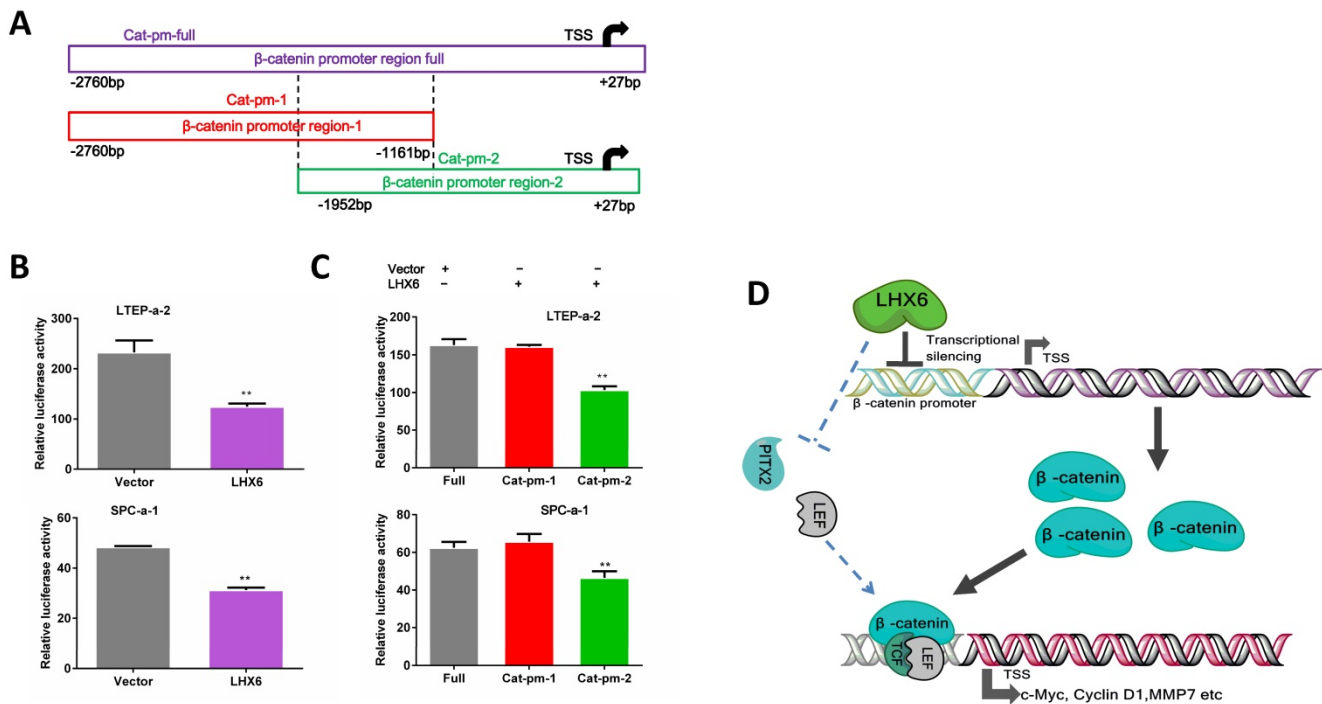 A
Cat-pm-full
TSS
β-catenin promoter region full
-2760bp
+27bp
Cat-pm-1
β-catenin promoter region-1
-2760bp
-1161bp
Cat-pm-2
TSS
β-catenin promoter region-2
-1952bp
+27bp
B
LTEP-a-2
Relative luciferase activity
300
200
100
0
**
Vector
LHX6
SPC-a-1
Relative luciferase activity
60
40
20
0
**
Vector
LHX6
C
Vector + – –
LHX6 – + +
LTEP-a-2
Relative luciferase activity
200
150
100
50
0
**
Full
Cat-pm-1
Cat-pm-2
SPC-a-1
Relative luciferase activity
80
60
40
20
0
**
Full
Cat-pm-1
Cat-pm-2
D
LHX6
Transcriptional
silencing
TSS
β -catenin promoter
PITX2
LEF
β -catenin
β -catenin
β -catenin
β -catenin
TCF
LEF
TSS
c-Myc, Cyclin D1,MMP7 etc